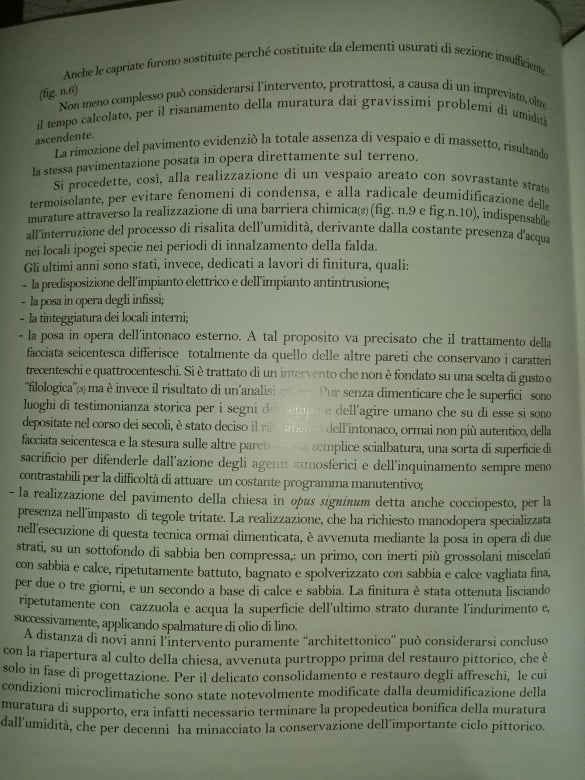 Anche le capriate furono sostituite perché costituite da elementi usurati di sezione insufficiente.
(fig. n.6)
Non meno complesso può considerarsi l'intervento, protrattosi, a causa di un imprevisto, oltre
il tempo calcolato, per il risanamento della muratura dai gravissimi problemi di umidità
ascendente.
La rimozione del pavimento evidenziò la totale assenza di vespaio e di massetto, risultando
la stessa pavimentazione posata in opera direttamente sul terreno.
Si procedette, così, alla realizzazione di un vespaio areato con sovrastante strato
termoisolante, per evitare fenomeni di condensa, e alla radicale deumidificazione delle
murature attraverso la realizzazione di una barriera chimica(2) (fig. n.9 e fig.n.10), indispensabile
all'interruzione del processo di risalita dell'umidità, derivante dalla costante presenza d'acqua
nei locali ipogei specie nei periodi di innalzamento della falda.
Gli ultimi anni sono stati, invece, dedicati a lavori di finitura, quali:
- la predisposizione dell'impianto elettrico e dell'impianto antintrusione;
- la posa in opera degli infissi;
- la tinteggiatura dei locali interni;
- la posa in opera dell'intonaco esterno. A tal proposito va precisato che il trattamento della
facciata seicentesca differisce totalmente da quello delle altre pareti che conservano i caratteri
trecenteschi e quattrocenteschi. Si è trattato di un intervento che non è fondato su una scelta di gusto o
"filologica"(3) ma è invece il risultato di un'analisi Pur senza dimenticare che le superfici sono
luoghi di testimonianza storica per i segni del e dell'agire umano che su di esse si sono
depositate nel corso dei secoli, è stato deciso il dell'intonaco, ormai non più autentico, della
facciata seicentesca e la stesura sulle altre pareti semplice scialbatura, una sorta di superficie di
sacrificio per difenderle dall'azione degli agenti atmosferici e dell'inquinamento sempre meno
contrastabili per la difficoltà di attuare un costante programma manutentivo;
- la realizzazione del pavimento della chiesa in opus signinum detta anche cocciopesto, per la
presenza nell'impasto di tegole tritate. La realizzazione, che ha richiesto manodopera specializzata
nell'esecuzione di questa tecnica ormai dimenticata, è avvenuta mediante la posa in opera di due
strati, su un sottofondo di sabbia ben compressa,: un primo, con inerti più grossolani miscelati
con sabbia e calce, ripetutamente battuto, bagnato e spolverizzato con sabbia e calce vagliata fina,
per due o tre giorni, e un secondo a base di calce e sabbia. La finitura è stata ottenuta lisciando
ripetutamente con cazzuola e acqua la superficie dell'ultimo strato durante l'indurimento e,
successivamente, applicando spalmature di olio di lino.
A distanza di novi anni l'intervento puramente "architettonico" può considerarsi concluso
con la riapertura al culto della chiesa, avvenuta purtroppo prima del restauro pittorico, che è
solo in fase di progettazione. Per il delicato consolidamento e restauro degli affreschi, le cui
condizioni microclimatiche sono state notevolmente modificate dalla deumidificazione della
muratura di supporto, era infatti necessario terminare la propedeutica bonifica della muratura
dall'umidità, che per decenni ha minacciato la conservazione dell'importante ciclo pittorico.